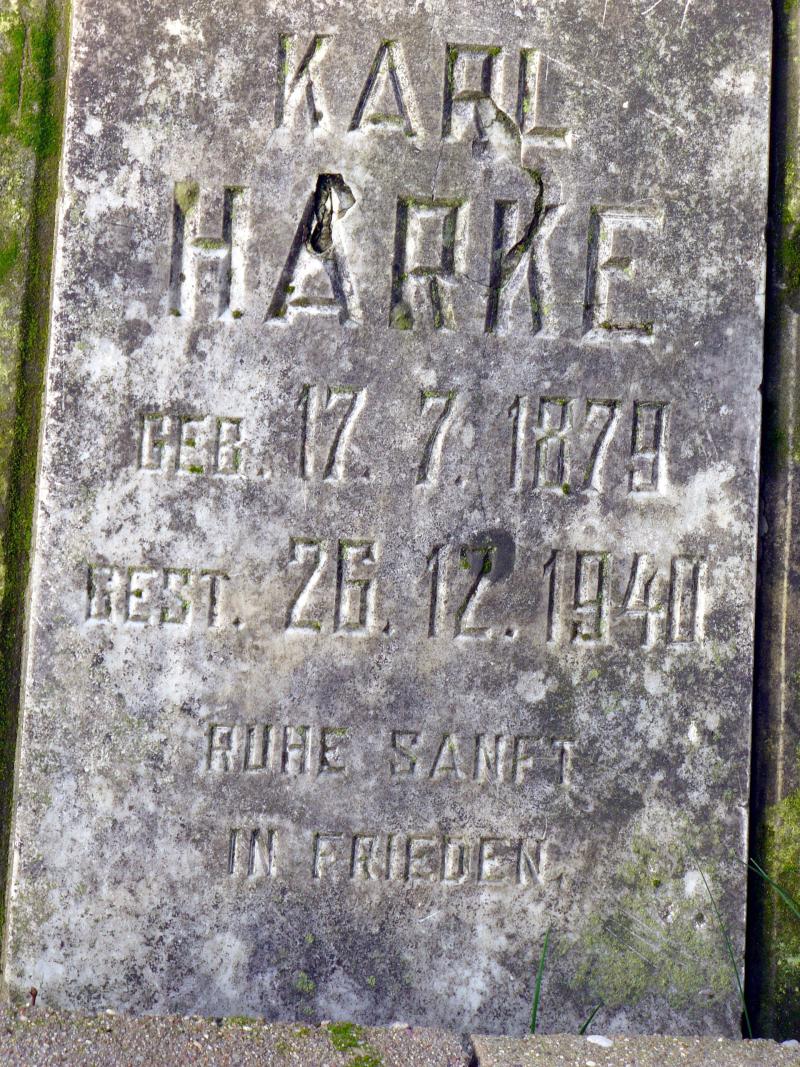 KARL
HARKE
GEB. 17. 7. 1879
GEST. 26. 12. 1940
RUHE SANFT
IN FRIEDEN.